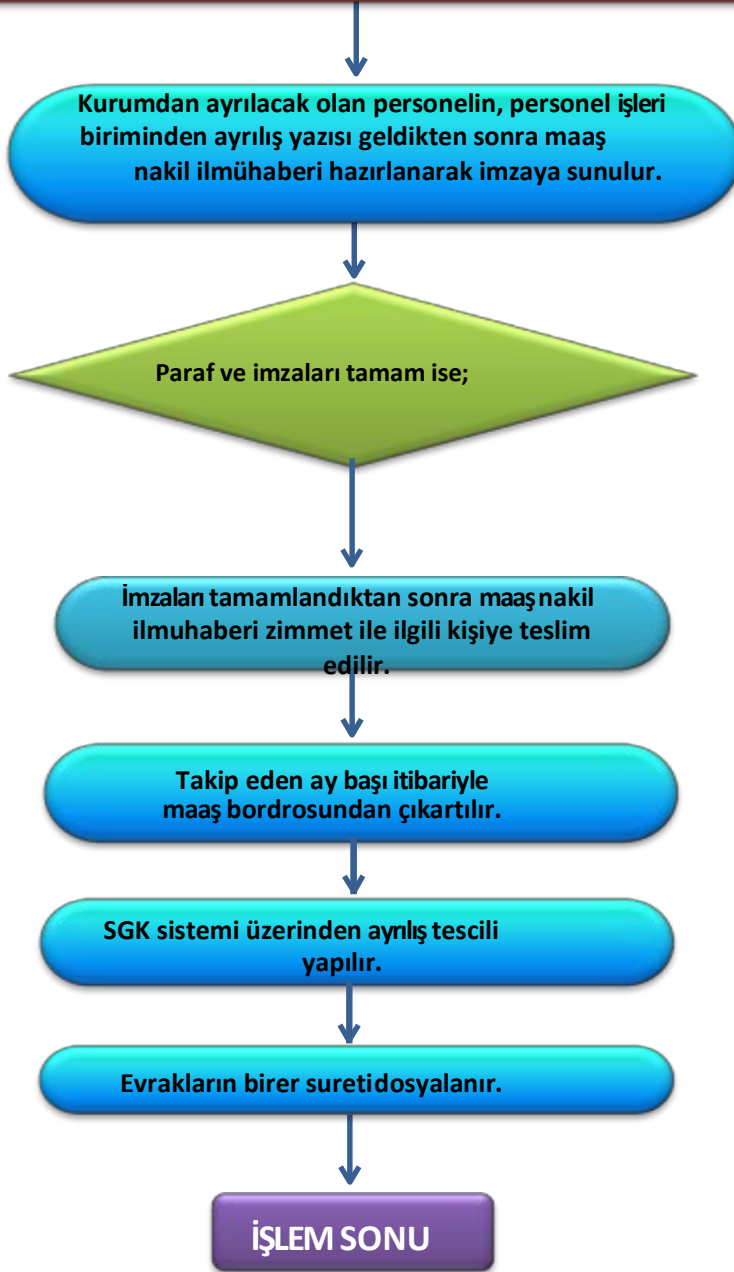 Kurumdan ayrılacak olan personelin, personel işleri
biriminden ayrılış yazısı geldikten sonra maaş
nakil ilmühaberi hazırlanarak imzaya sunulur.
Paraf ve imzaları tamam ise;
İmzaları tamamlandıktan sonra maaş nakil
ilmuhaberi zimmet ile ilgili kişiye teslim
edilir.
Takip eden ay başı itibariyle
maaş bordrosundan çıkartılır.
SGK sistemi üzerinden ayrılış tescili
yapılır.
Evrakların birer suretidosyalanır.
İŞLEM SONU